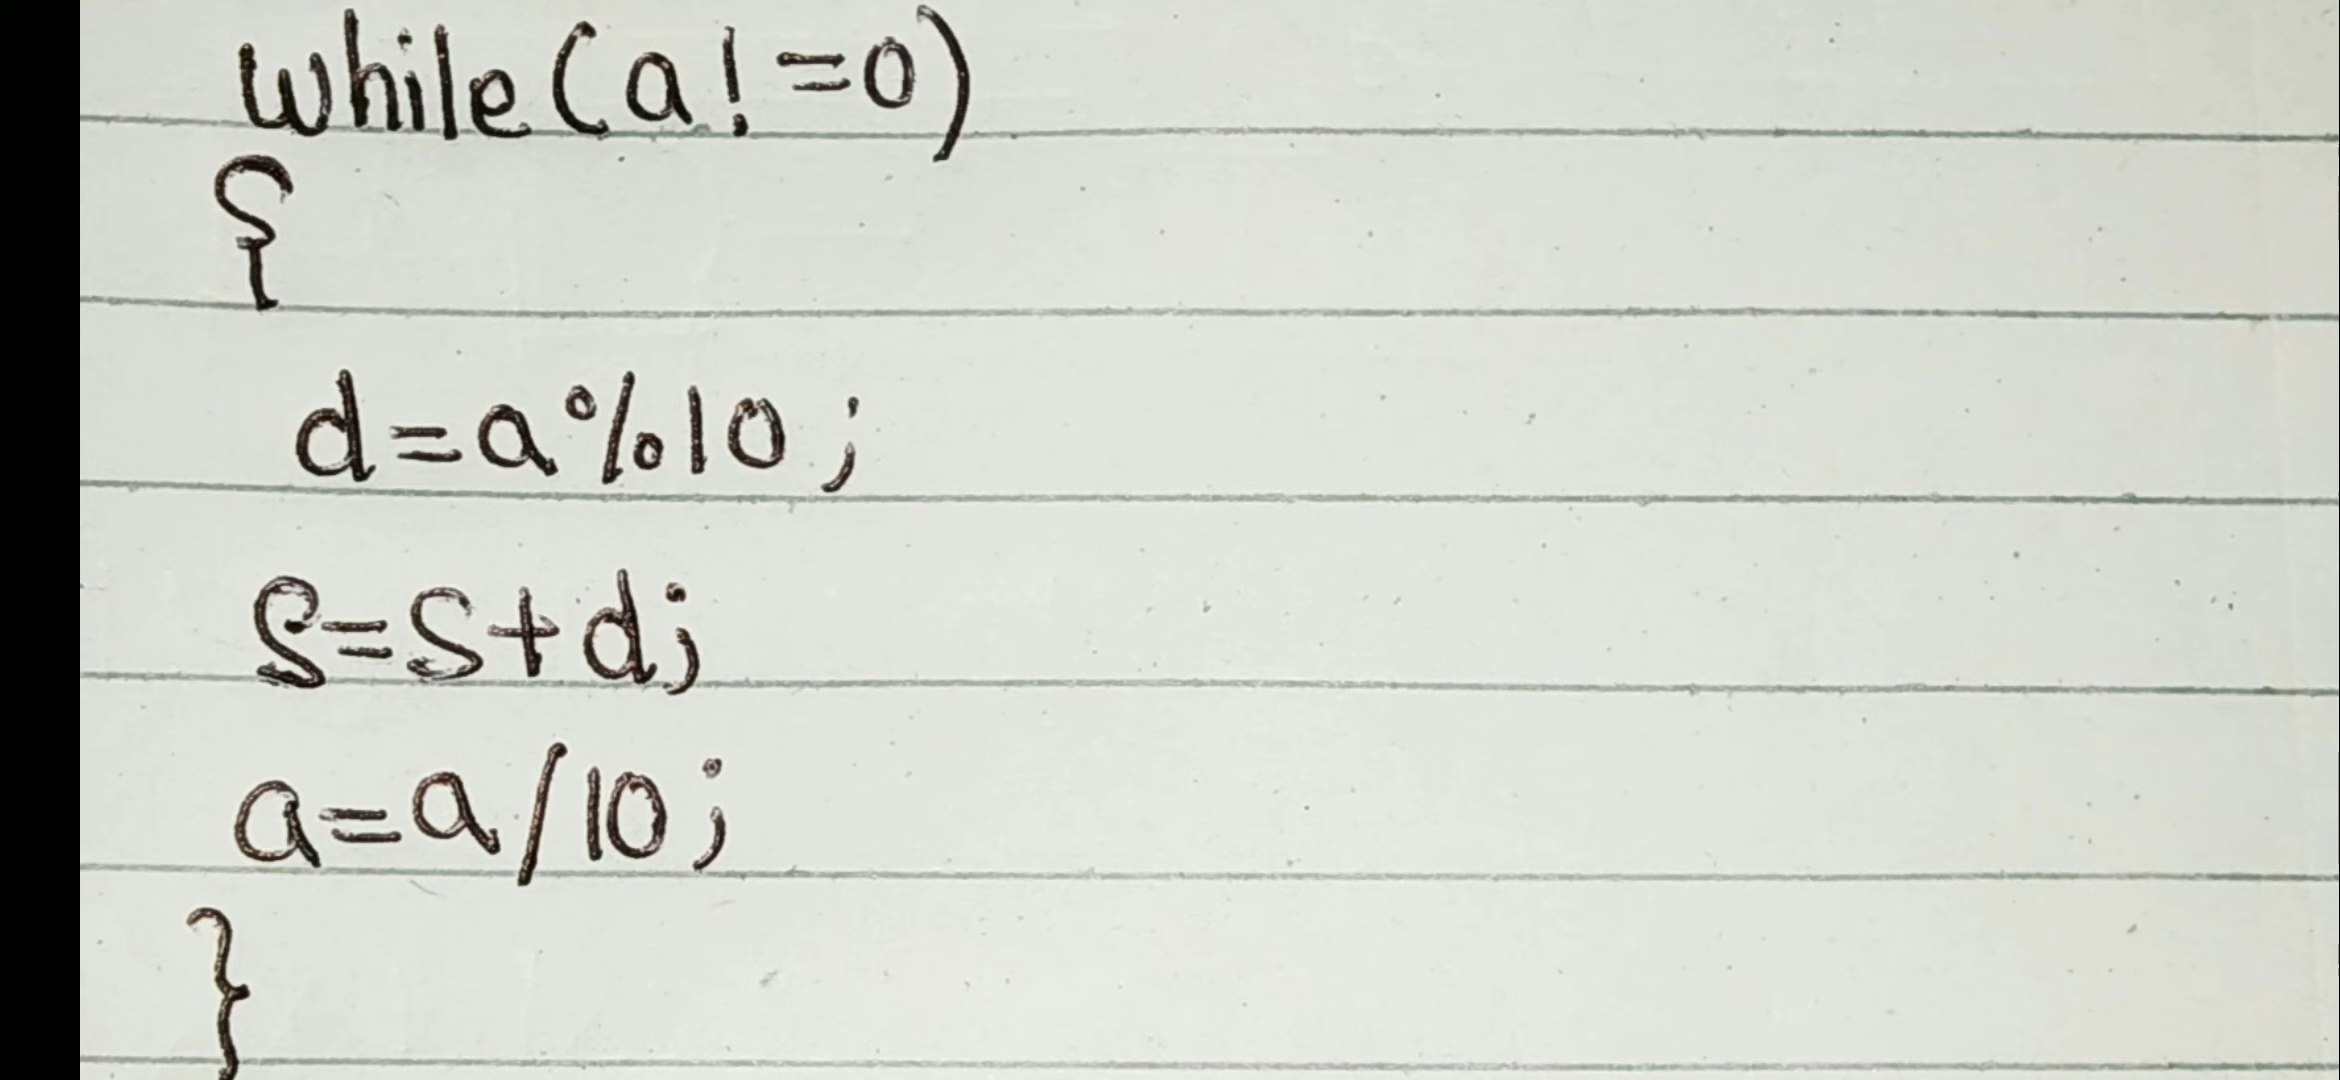 while(a!=0)
{
d=a%10;
S=S+d;
a=a/10;
}